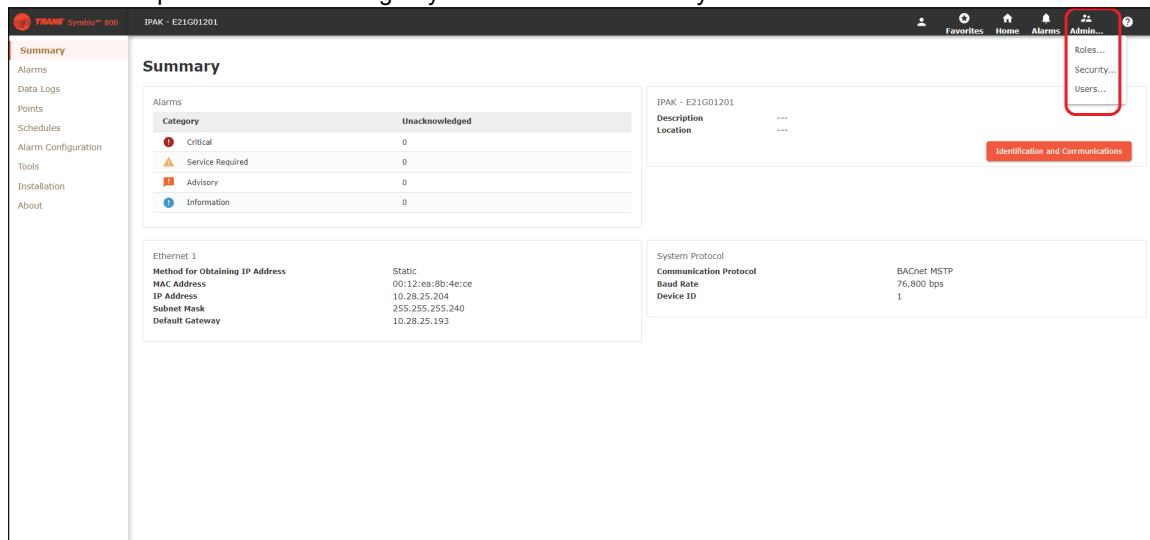 TRANE Symbio™ 800 IPAK - E21G01201 Favorites Home Alarms Admin... ?
Roles...
Security...
Users...
Summary
Alarms
Data Logs
Points
Schedules
Alarm Configuration
Tools
Installation
About
Summary
Alarms
Category Unacknowledged
Critical 0
Service Required 0
Advisory 0
Information 0
IPAK - E21G01201
Description ---
Location ---
Identification and Communications
Ethernet 1
Method for Obtaining IP Address Static
MAC Address 00:12:ea:8b:4e:ce
IP Address 10.28.25.204
Subnet Mask 255.255.255.240
Default Gateway 10.28.25.193
System Protocol
Communication Protocol BACnet MSTP
Baud Rate 76,800 bps
Device ID 1